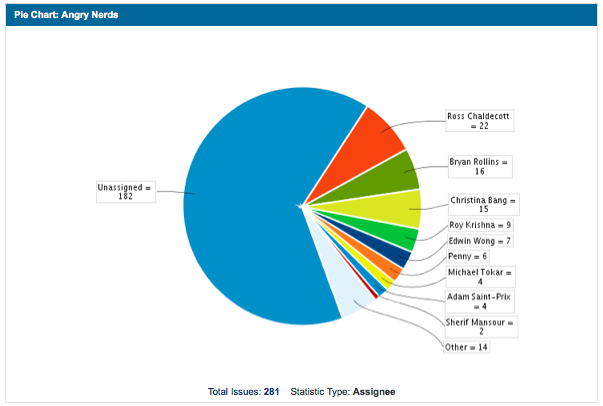 Pie Chart: Angry Nerds
Ross Chaldecott
= 22
Bryan Rollins =
16
Unassigned =
182
Christina Bang =
15
Roy Krishna = 9
Edwin Wong = 7
Penny = 6
Michael Tokar =
4
Adam Saint-Prix
= 4
Sherif Mansour =
2
Other = 14
Total Issues: 281 Statistic Type: Assignee